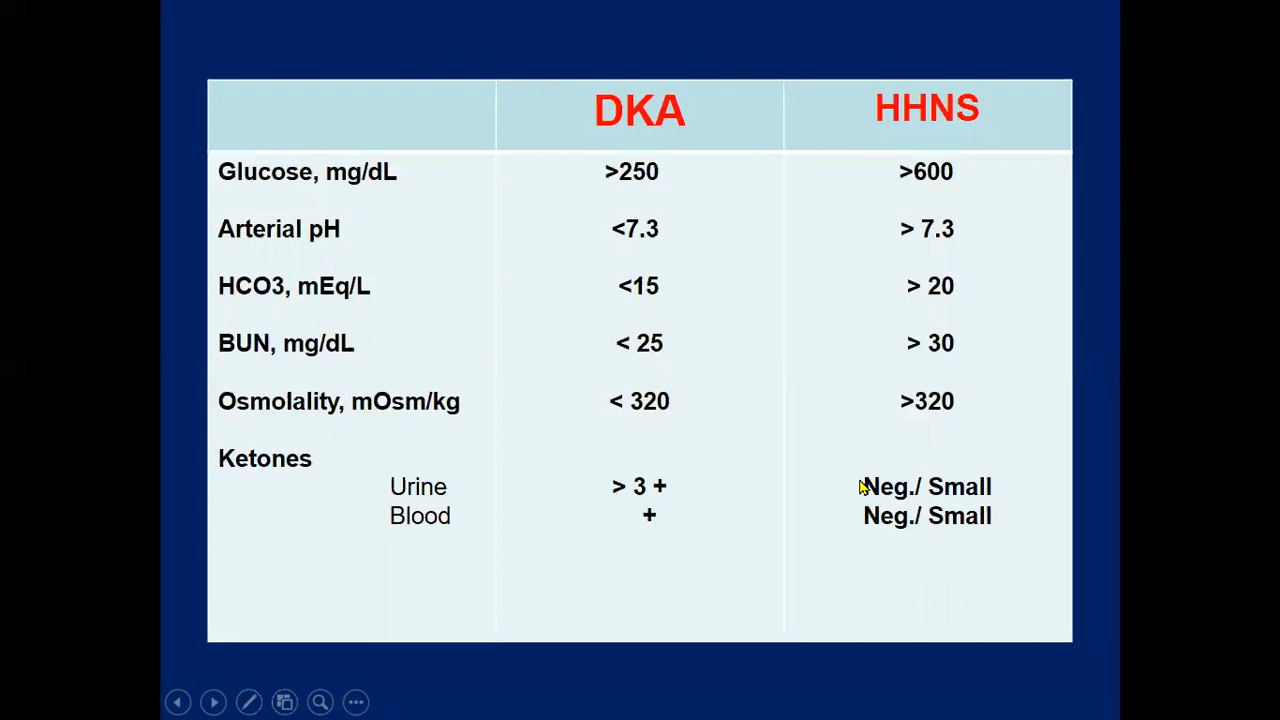 DKA HHNS
Glucose, mg/dL >250 >600
Arterial pH <7.3 > 7.3
HCO3, mEq/L <15 > 20
BUN, mg/dL < 25 > 30
Osmolality, mOsm/kg < 320 >320
Ketones
Urine > 3 + Neg./ Small
Blood + Neg./ Small